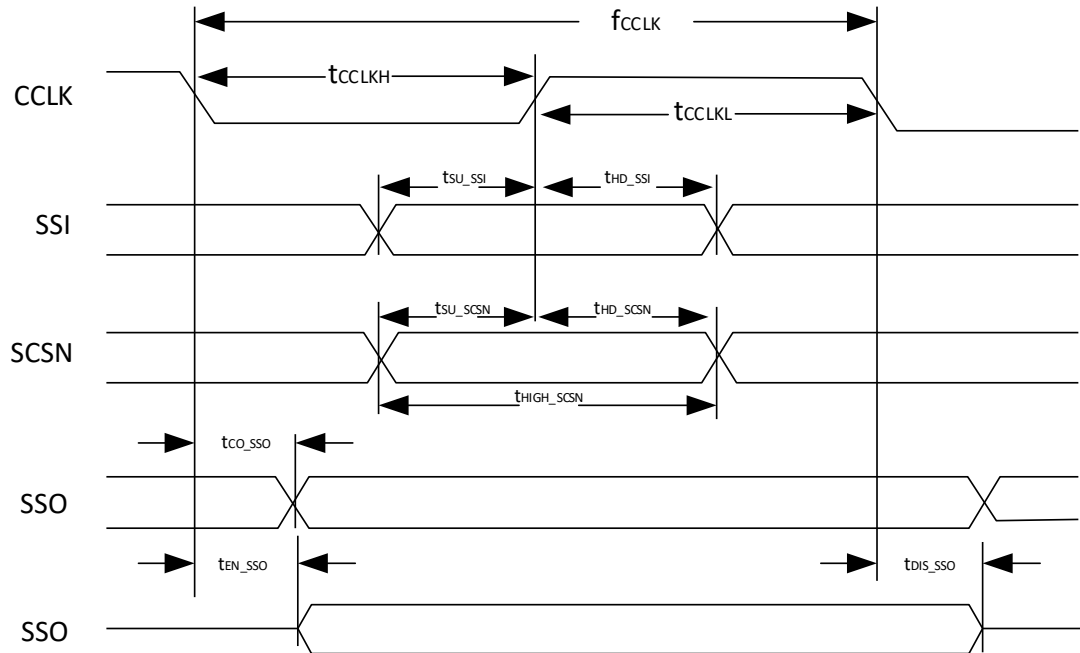 fCCLK
CCLK
tCCLKH
tCCLKL
SSI
tSU_SSI
tHD_SSI
SCSN
tSU_SCSN
tHD_SCSN
tHIGH_SCSN
tCO_SSO
SSO
tEN_SSO
tDIS_SSO
SSO